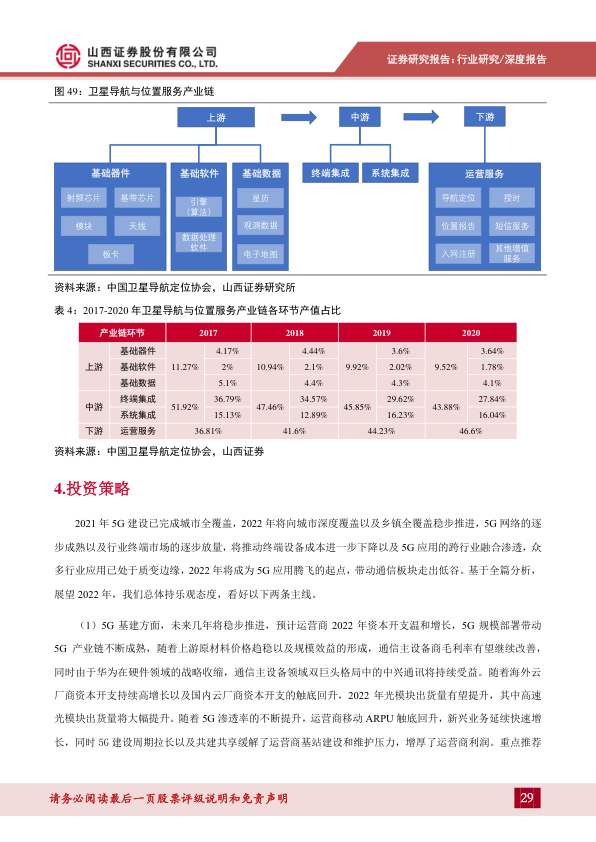 山西证券股份有限公司
SHANXI SECURITIES CO., LTD.
证券研究报告：行业研究/深度报告
图 49：卫星导航与位置服务产业链
上游
中游
下游
基础器件
基础软件
基础数据
终端集成
系统集成
运营服务
射频芯片
基带芯片
模块
天线
板卡
引擎
（算法）
数据处理
软件
星历
观测数据
电子地图
导航定位
授时
位置报告
短信服务
入网注册
其他增值
服务
资料来源：中国卫星导航定位协会，山西证券研究所
表 4：2017-2020 年卫星导航与位置服务产业链各环节产值占比
产业链环节 2017 2018 2019 2020
上游 基础器件 11.27% 4.17% 10.94% 4.44% 9.92% 3.6% 9.52% 3.64%
基础软件 2% 2.1% 2.02% 1.78%
基础数据 5.1% 4.4% 4.3% 4.1%
中游 终端集成 51.92% 36.79% 47.46% 34.57% 45.85% 29.62% 43.88% 27.84%
系统集成 15.13% 12.89% 16.23% 16.04%
下游 运营服务 36.81% 41.6% 44.23% 46.6%
资料来源：中国卫星导航定位协会，山西证券
4.投资策略
2021 年 5G 建设已完成城市全覆盖，2022 年将向城市深度覆盖以及乡镇全覆盖稳步推进，5G 网络的逐
步成熟以及行业终端市场的逐步放量，将推动终端设备成本进一步下降以及 5G 应用的跨行业融合渗透，众
多行业应用已处于质变边缘，2022 年将成为 5G 应用腾飞的起点，带动通信板块走出低谷。基于全篇分析，
展望 2022 年，我们总体持乐观态度，看好以下两条主线。
（1）5G 基建方面，未来几年将稳步推进，预计运营商 2022 年资本开支温和增长，5G 规模部署带动
5G 产业链不断成熟，随着上游原材料价格趋稳以及规模效益的形成，通信主设备商毛利率有望继续改善，
同时由于华为在硬件领域的战略收缩，通信主设备领域双巨头格局中的中兴通讯将持续受益。随着海外云
厂商资本开支持续高增长以及国内云厂商资本开支的触底回升，2022 年光模块出货量有望提升，其中高速
光模块出货量将大幅提升。随着 5G 渗透率的不断提升，运营商移动 ARPU 触底回升，新兴业务延续快速增
长，同时 5G 建设周期拉长以及共建共享缓解了运营商基站建设和维护压力，增厚了运营商利润。重点推荐
请务必阅读最后一页股票评级说明和免责声明
29